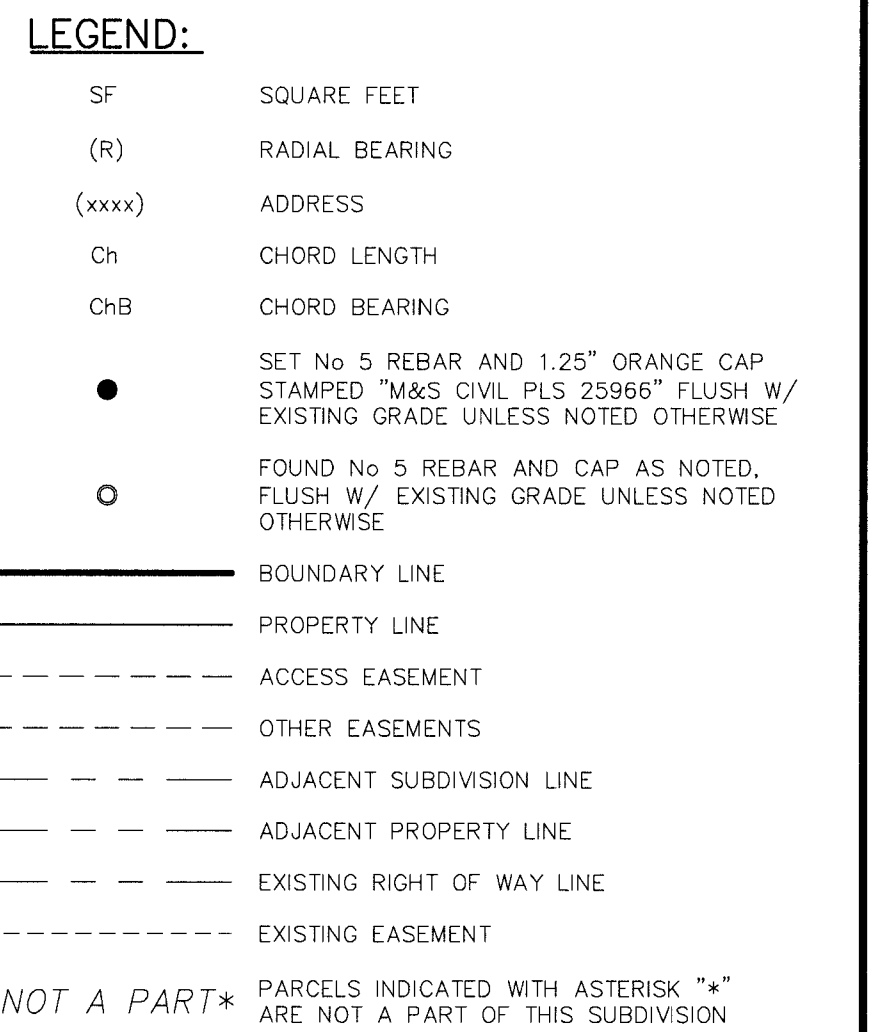 LEGEND:
SF SQUARE FEET
(R) RADIAL BEARING
(xxxx) ADDRESS
Ch CHORD LENGTH
ChB CHORD BEARING
SET No 5 REBAR AND 1.25" ORANGE CAP
STAMPED "M&S CIVIL PLS 25966" FLUSH W/
EXISTING GRADE UNLESS NOTED OTHERWISE
FOUND No 5 REBAR AND CAP AS NOTED,
FLUSH W/ EXISTING GRADE UNLESS NOTED
OTHERWISE
BOUNDARY LINE
PROPERTY LINE
ACCESS EASEMENT
OTHER EASEMENTS
ADJACENT SUBDIVISION LINE
ADJACENT PROPERTY LINE
EXISTING RIGHT OF WAY LINE
EXISTING EASEMENT
NOT A PART* PARCELS INDICATED WITH ASTERISK "*"
ARE NOT A PART OF THIS SUBDIVISION